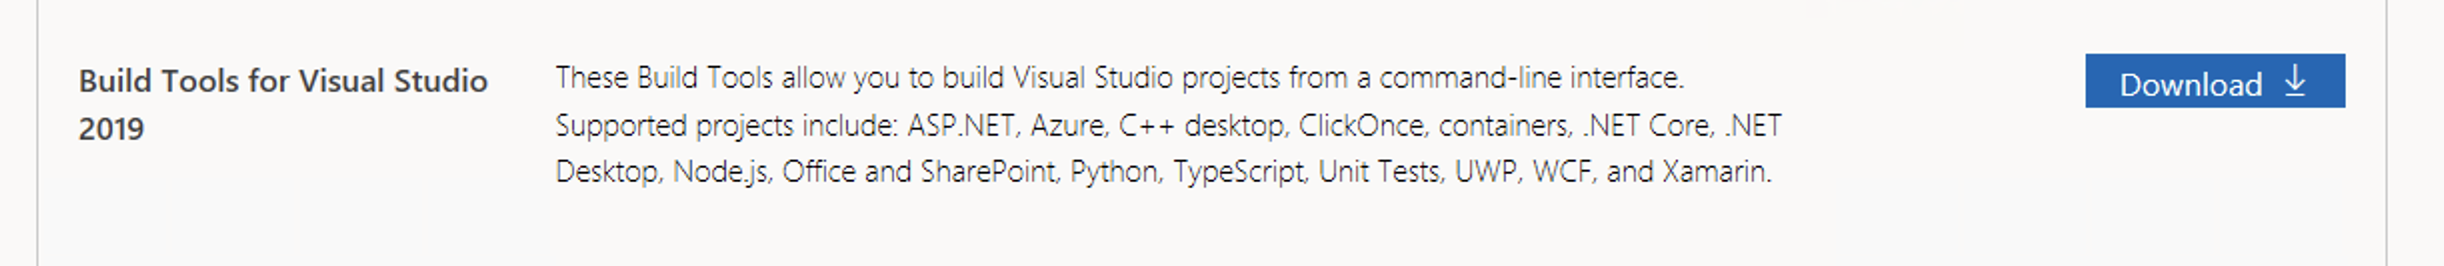 Build Tools for Visual Studio
2019
These Build Tools allow you to build Visual Studio projects from a command-line interface.
Supported projects include: ASP.NET, Azure, C++ desktop, ClickOnce, containers, .NET Core, .NET
Desktop, Node.js, Office and SharePoint, Python, TypeScript, Unit Tests, UWP, WCF, and Xamarin.
Download